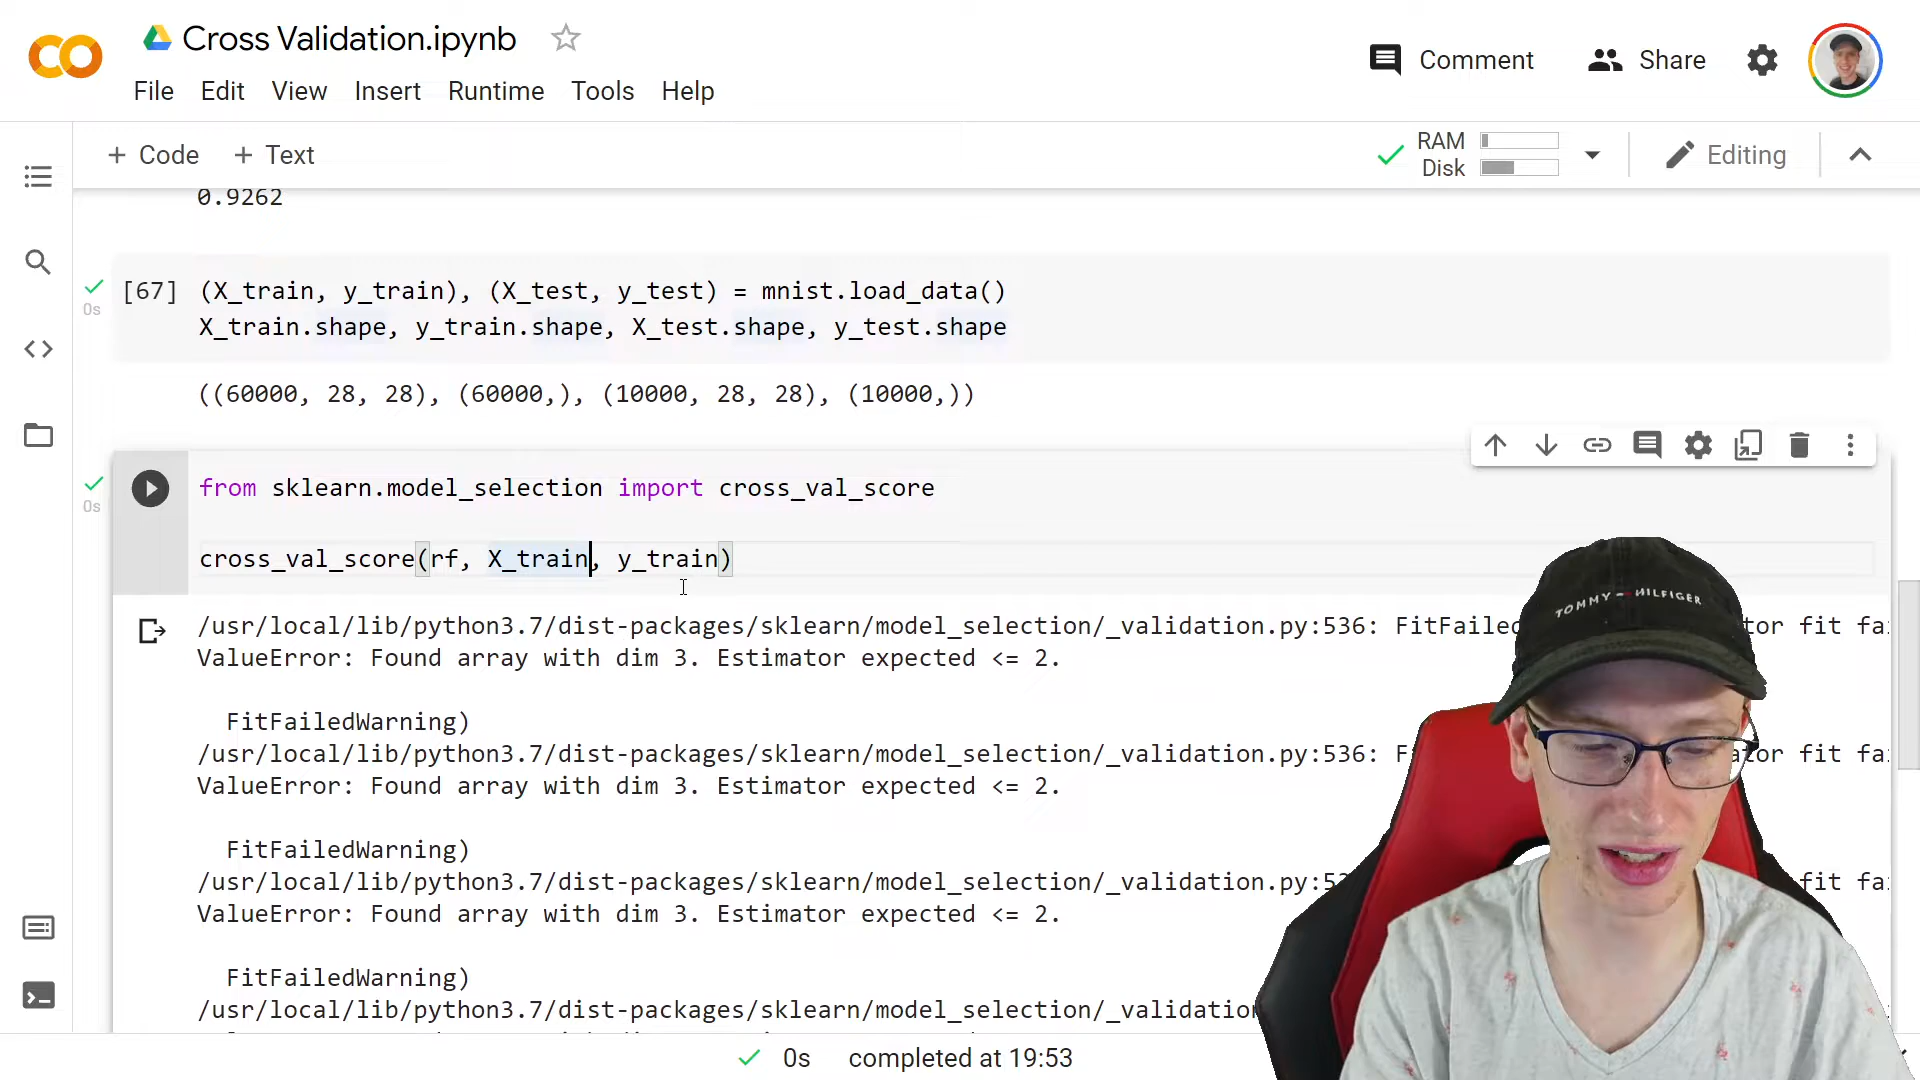 Cross Validation.ipynb
Comment
Share
File Edit View Insert Runtime Tools Help
+ Code + Text
RAM
Disk
Editing
0.9262
[67] (X_train, y_train), (X_test, y_test) = mnist.load_data()
0s
X_train.shape, y_train.shape, X_test.shape, y_test.shape
((60000, 28, 28), (60000,), (10000, 28, 28), (10000,))
from sklearn.model_selection import cross_val_score
0s
cross_val_score(rf, X_train, y_train)
/usr/local/lib/python3.7/dist-packages/sklearn/model_selection/_validation.py:536: FitFailed
ValueError: Found array with dim 3. Estimator expected <= 2.
FitFailedWarning)
/usr/local/lib/python3.7/dist-packages/sklearn/model_selection/_validation.py:536:
ValueError: Found array with dim 3. Estimator expected <= 2.
FitFailedWarning)
/usr/local/lib/python3.7/dist-packages/sklearn/model_selection/_validation.py:
ValueError: Found array with dim 3. Estimator expected <= 2.
FitFailedWarning)
/usr/local/lib/python3.7/dist-packages/sklearn/model_selection/_validation
0s completed at 19:53
TOMMY HILFIGER